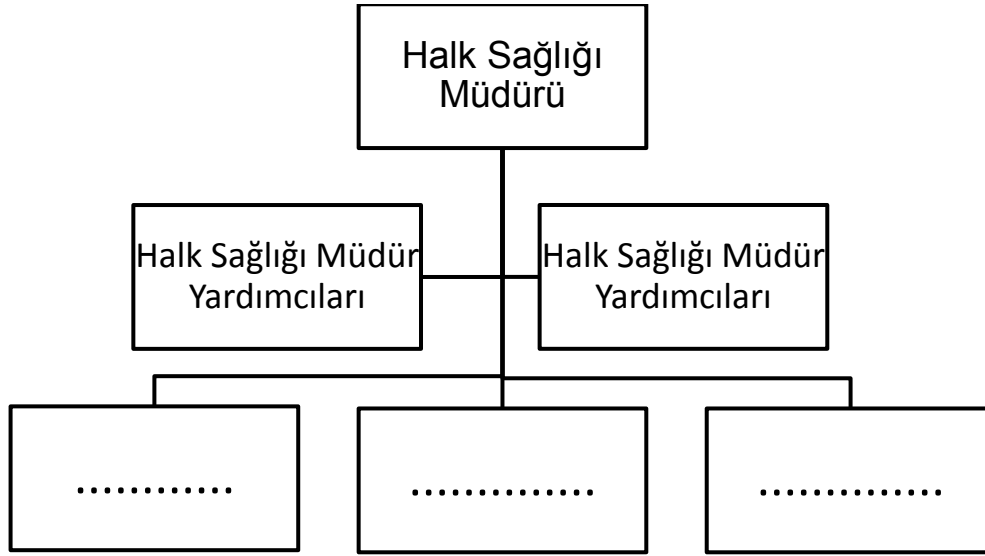 Halk Sağlığı
Müdürü
Halk Sağlığı Müdür
Yardımcıları
Halk Sağlığı Müdür
Yardımcıları
............
..............
..............